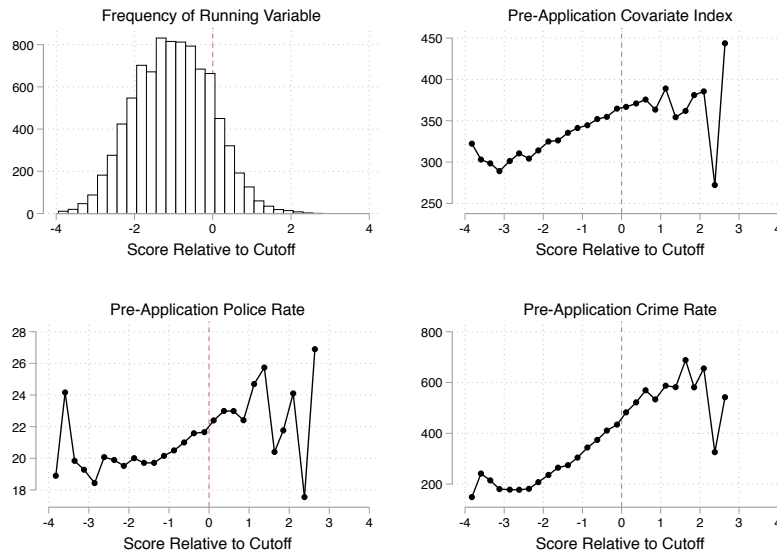 Frequency of Running Variable
800
600
400
200
0
-4 -2 0 2 4
Score Relative to Cutoff
Pre-Application Covariate Index
450
400
350
300
250
-4 -3 -2 -1 0 1 2 3 4
Score Relative to Cutoff
Pre-Application Police Rate
28
26
24
22
20
18
-4 -3 -2 -1 0 1 2 3 4
Score Relative to Cutoff
Pre-Application Crime Rate
800
600
400
200
-4 -3 -2 -1 0 1 2 3 4
Score Relative to Cutoff